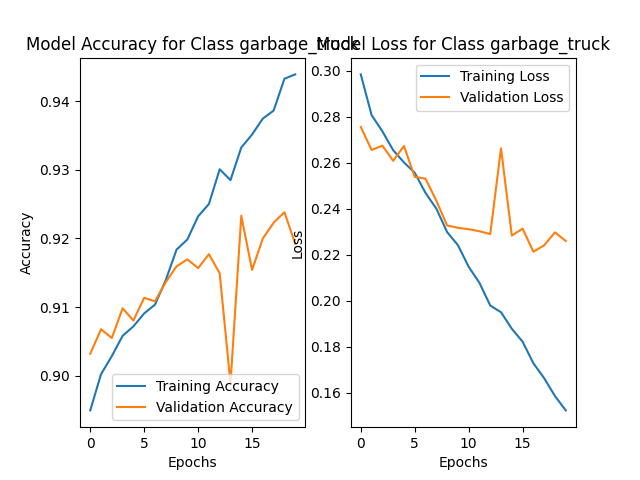 Model Accuracy for Class garbage_truck
Accuracy
0.94
0.93
0.92
0.91
0.90
Training Accuracy
Validation Accuracy
0 5 10 15
Epochs
Model Loss for Class garbage_truck
Loss
0.30
0.28
0.26
0.24
0.22
0.20
0.18
0.16
Training Loss
Validation Loss
0 5 10 15
Epochs